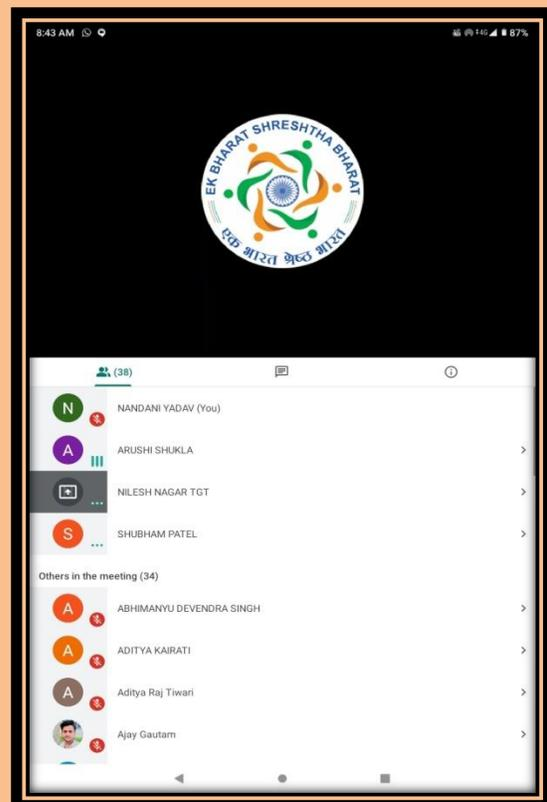 8:43 AM
4G 87%
EK BHARAT SHRESHTHA BHARAT
एक भारत श्रेष्ठ भारत
(38)
N NANDANI YADAV (You)
A ARUSHI SHUKLA
NILESH NAGAR TGT
S SHUBHAM PATEL
Others in the meeting (34)
A ABHIMANYU DEVENDRA SINGH
A ADITYA KAIRATI
A Aditya Raj Tiwari
Ajay Gautam